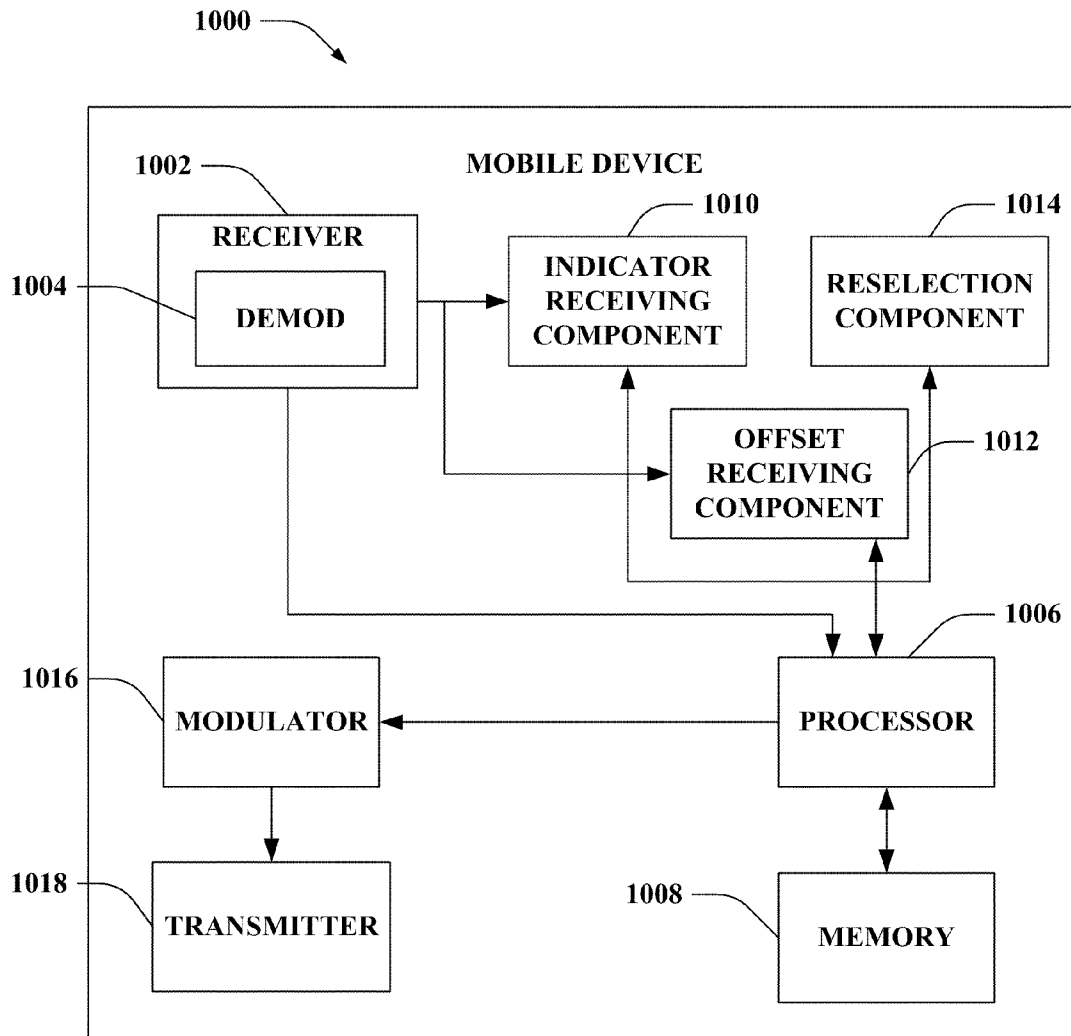 1000
MOBILE DEVICE
1002
RECEIVER
1004
DEMOD
1010
INDICATOR
RECEIVING
COMPONENT
1014
RESELECTION
COMPONENT
OFFSET
RECEIVING
COMPONENT
1012
1006
PROCESSOR
1016
MODULATOR
1018
TRANSMITTER
1008
MEMORY